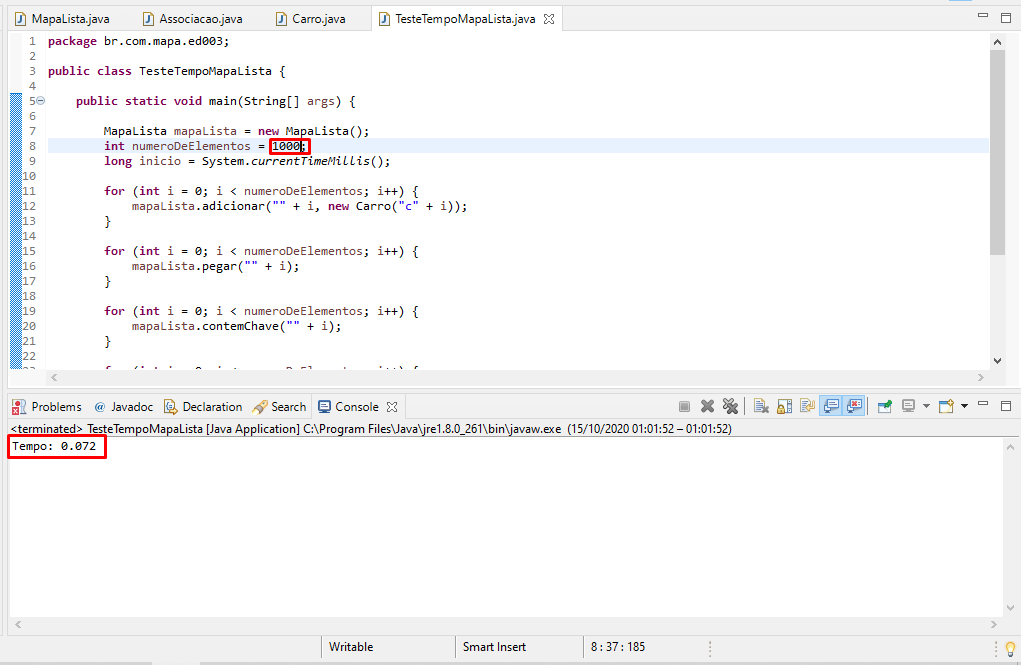 MapaLista.java Associacao.java Carro.java TesteTempoMapaLista.java
1 package br.com.mapa.ed003;
2
3 public class TesteTempoMapaLista {
4
5 public static void main(String[] args) {
6
7 MapaLista mapaLista = new MapaLista();
8 int numeroDeElementos = 1000;
9 long inicio = System.currentTimeMillis();
10
11 for (int i = 0; i < numeroDeElementos; i++) {
12 mapaLista.adicionar("" + i, new Carro("c" + i));
13 }
14
15 for (int i = 0; i < numeroDeElementos; i++) {
16 mapaLista.pegar("" + i);
17 }
18
19 for (int i = 0; i < numeroDeElementos; i++) {
20 mapaLista.contemChave("" + i);
21 }
22
Problems @ Javadoc Declaration Search Console
<terminated> TesteTempoMapaLista [Java Application] C:\Program Files\Java\jre1.8.0_261\bin\javaw.exe (15/10/2020 01:01:52 – 01:01:52)
Tempo: 0.072
Writable Smart Insert 8 : 37 : 185